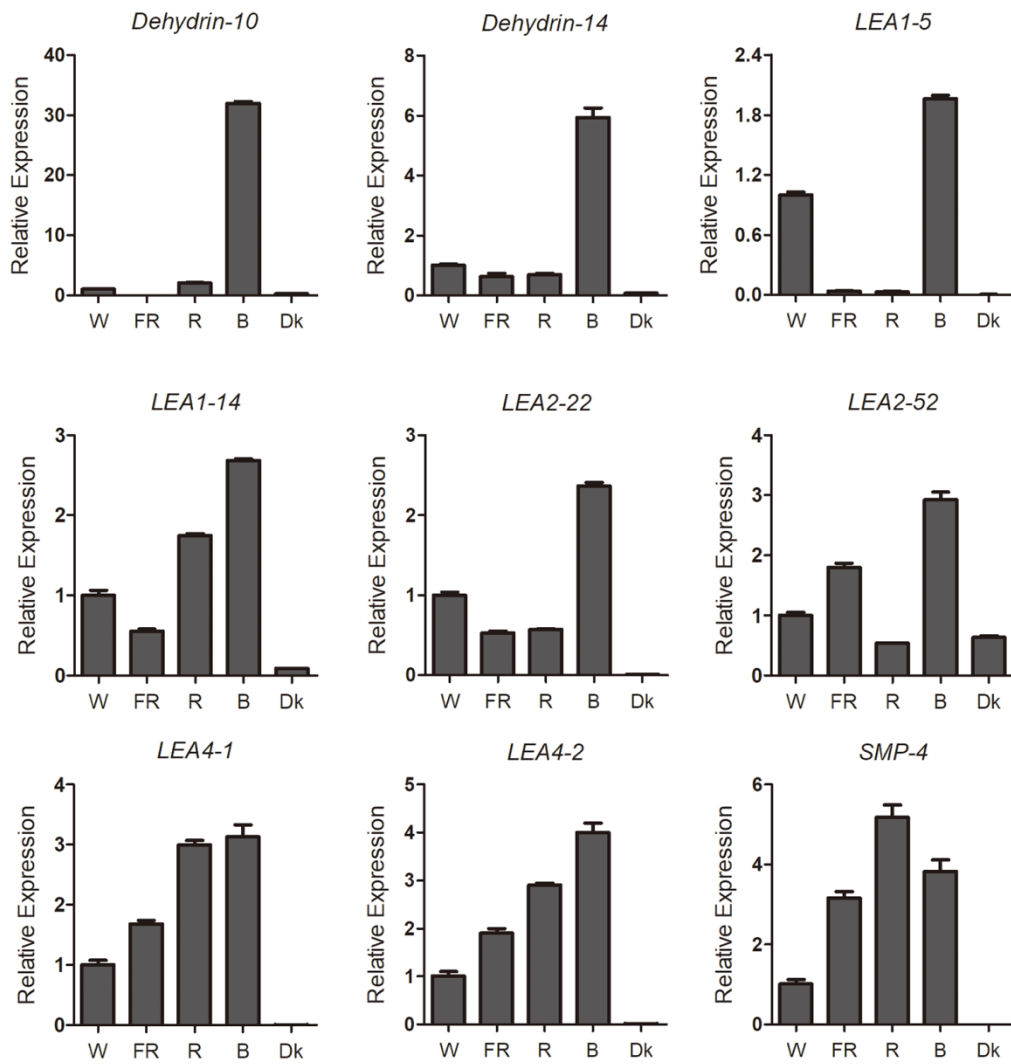 Dehydrin-10
Relative Expression
40
30
20
10
0
W FR R B Dk
Dehydrin-14
Relative Expression
8
6
4
2
0
W FR R B Dk
LEA1-5
Relative Expression
2.4
1.8
1.2
0.6
0.0
W FR R B Dk
LEA1-14
Relative Expression
3
2
1
0
W FR R B Dk
LEA2-22
Relative Expression
3
2
1
0
W FR R B Dk
LEA2-52
Relative Expression
4
3
2
1
0
W FR R B Dk
LEA4-1
Relative Expression
4
3
2
1
0
W FR R B Dk
LEA4-2
Relative Expression
5
4
3
2
1
0
W FR R B Dk
SMP-4
Relative Expression
6
4
2
0
W FR R B Dk